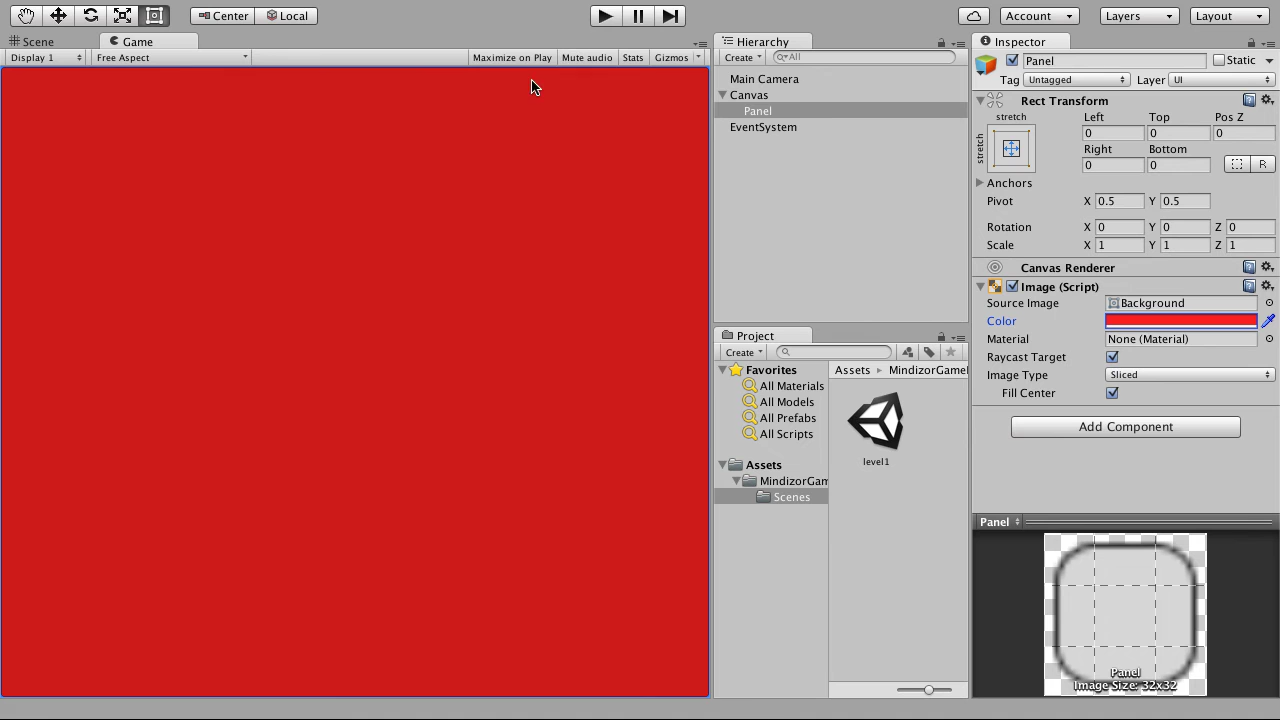 Center Local
Account Layers Layout
Scene Game
Display 1 Free Aspect Maximize on Play Mute audio Stats Gizmos
Hierarchy
Create All
Main Camera
Canvas
Panel
EventSystem
Project
Create
Favorites
All Materials
All Models
All Prefabs
All Scripts
Assets
MindizorGam
Scenes
Assets MindizorGame
level1
Inspector
Panel Static
Tag Untagged Layer UI
Rect Transform
stretch
stretch
Left Top Pos Z
0 0 0
Right Bottom
0 0 R
Anchors
Pivot X 0.5 Y 0.5
Rotation X 0 Y 0 Z 0
Scale X 1 Y 1 Z 1
Canvas Renderer
Image (Script)
Source Image Background
Color
Material None (Material)
Raycast Target
Image Type Sliced
Fill Center
Add Component
Panel
Panel
Image Size: 32x32